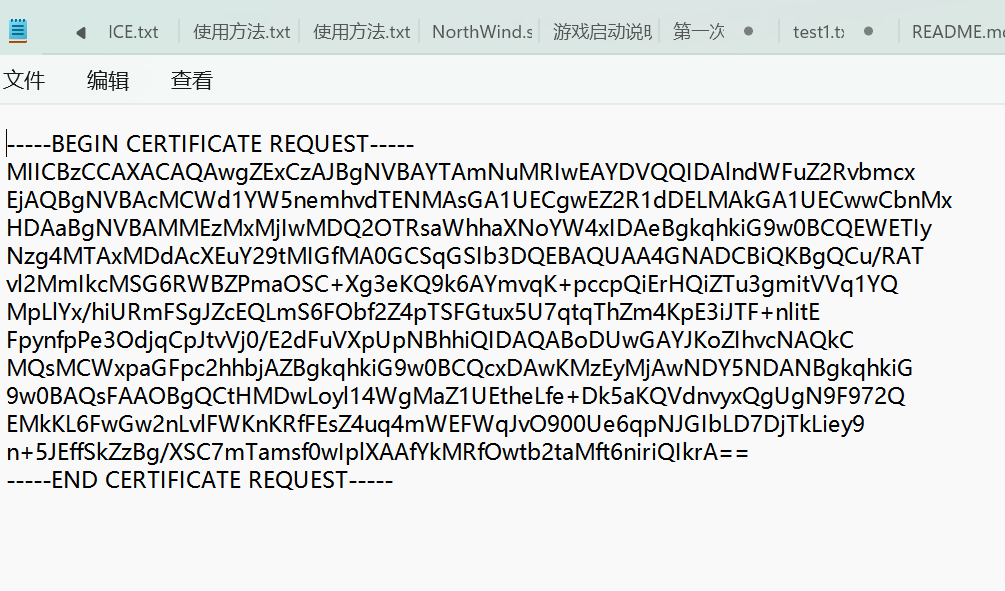 ICE.txt 使用方法.txt 使用方法.txt NorthWind.s 游戏启动说明 第一次 test1.tx README.md
文件 编辑 查看
-----BEGIN CERTIFICATE REQUEST-----
MIICBzCCAXACAQAwgZExCzAJBgNVBAYTAmNuMRIwEAYDVQQIDAlndWFuZ2Rvbmcx
EjAQBgNVBAcMCWd1YW5nemhvdTENMAsGA1UECgwEZ2R1dDELMAkGA1UECwwCbnMx
HDAaBgNVBAMMEzMxMjIwMDQ2OTRsaWhhaXNoYW4xIDAeBgkqhkiG9w0BCQEWETIy
Nzg4MTAxMDdAcXEuY29tMIGfMA0GCSqGSIb3DQEBAQUAA4GNADCBiQKBgQCu/RAT
vl2MmIkcMSG6RWBZPmaOSC+Xg3eKQ9k6AYmvqK+pccpQiErHQiZTu3gmitVVq1YQ
MpLlYx/hiURmFSgJZcEQLmS6FObf2Z4pTSFGtux5U7qtqThZm4KpE3iJTF+nlitE
FpynfpPe3OdjqCpJtvVj0/E2dFuVXpUpNBhhiQIDAQABoDUwGAYJKoZIhvcNAQkC
MQsMCWxpaGFpc2hhbjAZBgkqhkiG9w0BCQcxDAwKMzEyMjAwNDY5NDANBgkqhkiG
9w0BAQsFAAOBgQCtHMDwLoyl14WgMaZ1UEtheLfe+Dk5aKQVdnvyxQgUgN9F972Q
EMkKL6FwGw2nLvlFWKnKRfFEsZ4uq4mWEFWqJvO900Ue6qpNJGIbLD7DjTkLiey9
n+5JEffSkZzBg/XSC7mTamsf0wIplXAAfYkMRfOwtb2taMft6niriQIkrA==
-----END CERTIFICATE REQUEST-----